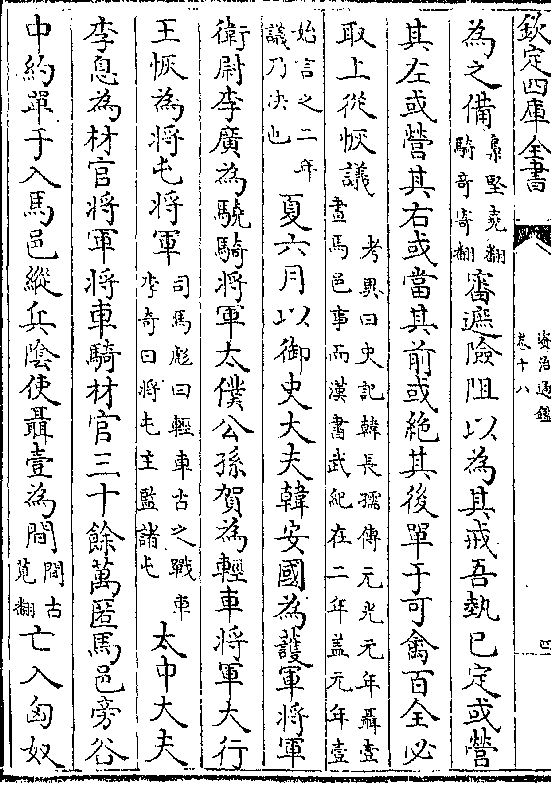 欽定四庫全書
資治通鑑
卷十八
四
為之備
梟堅堯翻
騎奇寄翻
審遮險阻以為其戒吾執已定或營
其左或營其右或當其前或絶其後單于可禽百全必
取上從恢議
考異曰史記韓長孺傳元光元年聶壹
畫馬邑事而漢書武紀在二年盖元年壹
始言之二年
議乃決也
夏六月以御史大夫韓安國為護軍將軍
衛尉李廣為驍騎將軍太僕公孫賀為輕車將軍大行
王恢為將屯將軍
司馬彪曰輕車古之戰車
李奇曰將屯主監諸屯
太中大夫
李息為材官將軍將車騎材官三十餘萬匿馬邑旁谷
中約單于入馬邑縱兵陰使聶壹為間
間古
莧翻
亡入匈奴